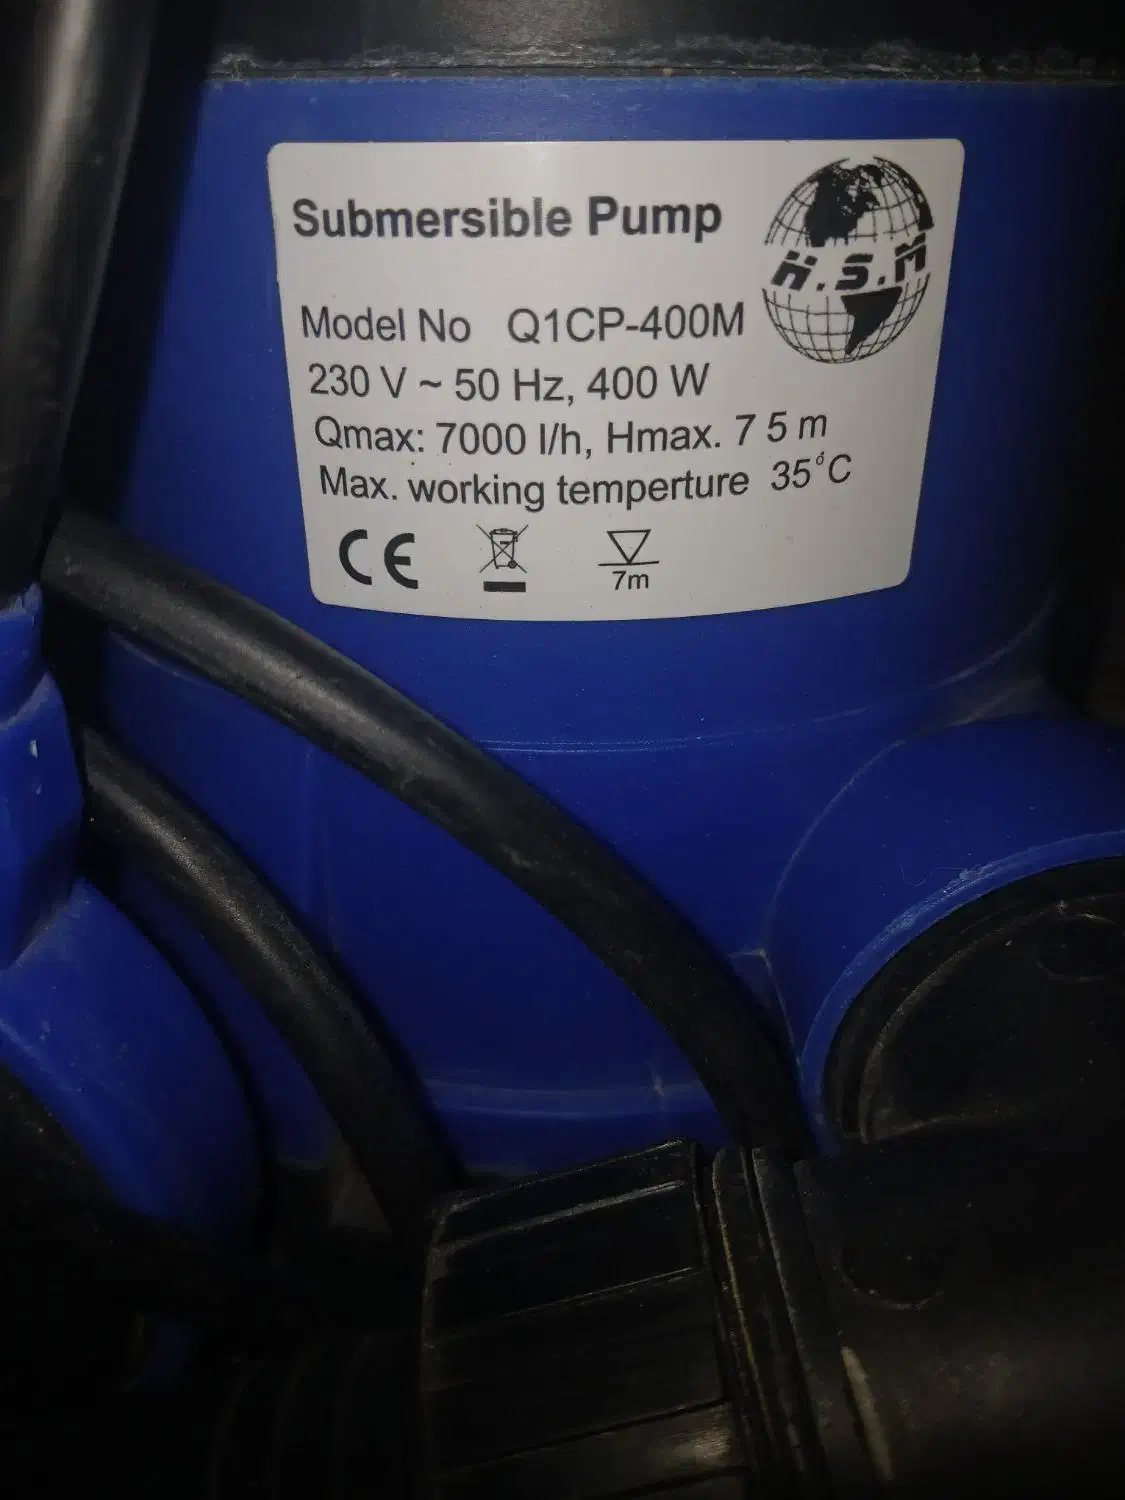 Submersible Pump
H.S.M
Model No Q1CP-400M
230 V ~ 50 Hz, 400 W
Qmax: 7000 l/h, Hmax. 7 5 m
Max. working temperture 35°C
CE
7m